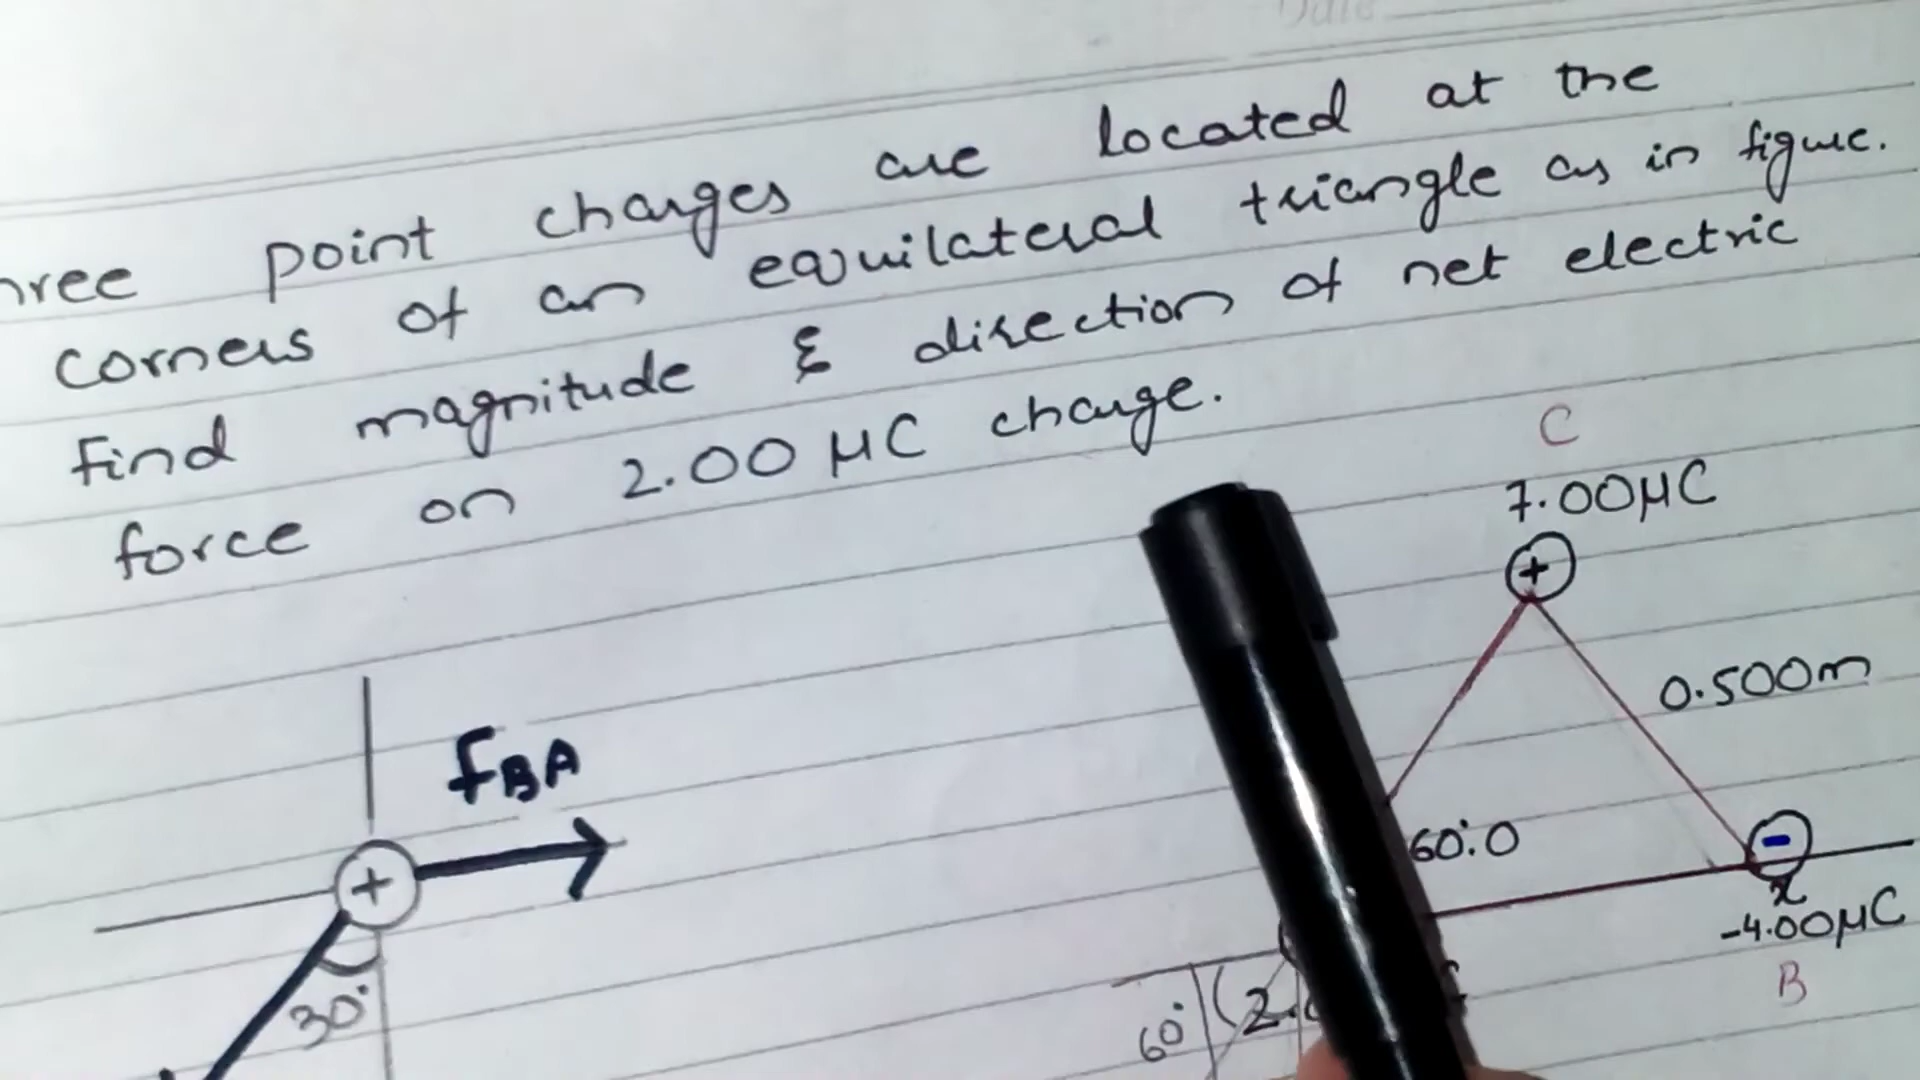 hree point charges are located at the
corners of an equilateral triangle as in figure.
Find magnitude & direction of net electric
force on 2.00 μC charge.
C
7.00μC
+
0.500m
fBA
+
60.0
-
x
-4.00μC
B
30°
60°